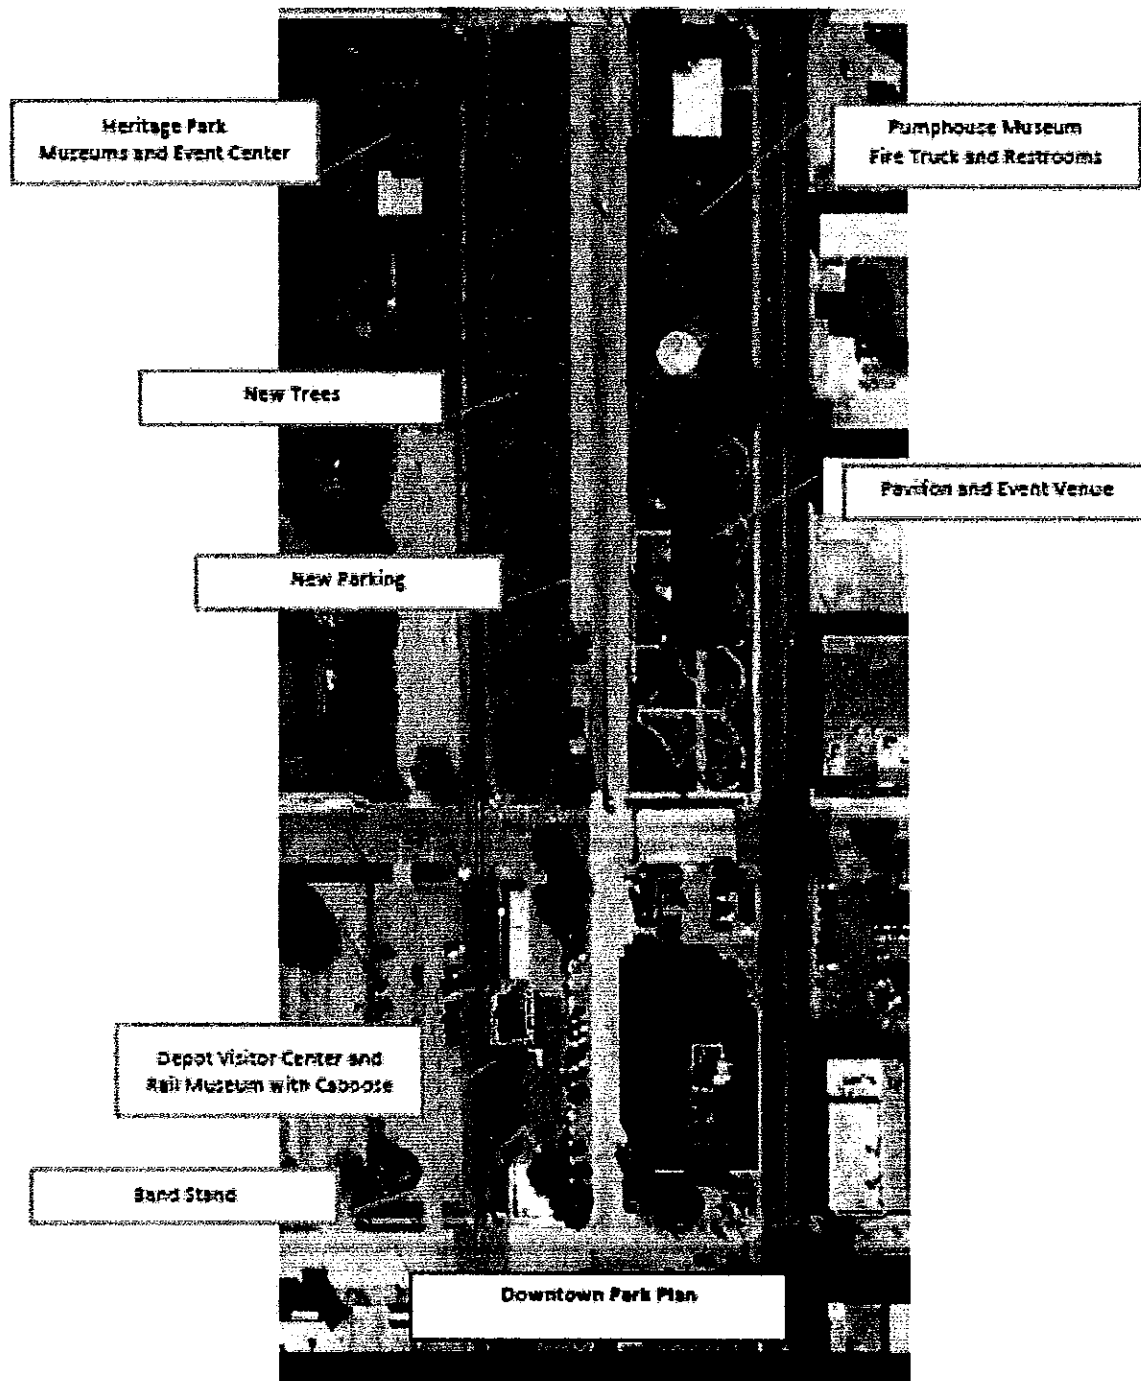 Heritage Park
Museums and Event Center
Pumphouse Museum
Fire Truck and Restrooms
New Trees
Pavilion and Event Venue
New Parking
Depot Visitor Center and
Rail Museum with Caboose
Band Stand
Downtown Park Plan